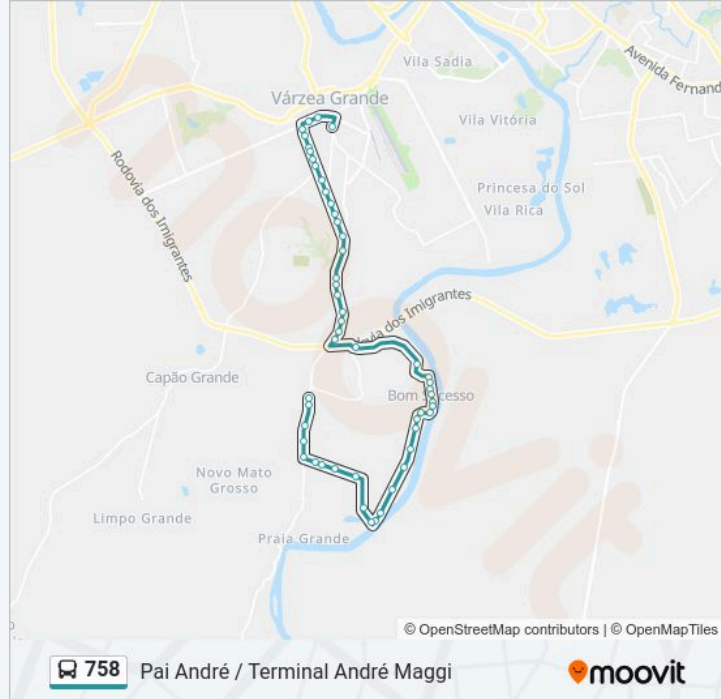 Avenida Fernand
Vila Sadia
Várzea Grande
Vila Vitória
Rodovia dos Imigrantes
Princesa do Sol
Vila Rica
via dos Imigrantes
Capão Grande
Bom Sucesso
Novo Mato
Grosso
Limpo Grande
Praia Grande
moovit
© OpenStreetMap contributors | © OpenMapTiles
758 Pai André / Terminal André Maggi
moovit